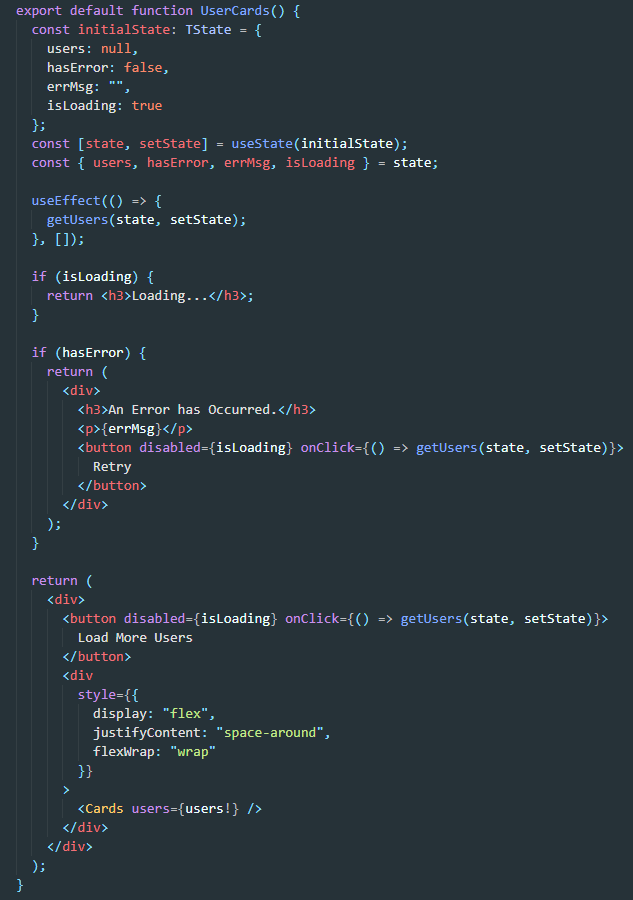 export default function UserCards() {
  const initialState: TState = {
    users: null,
    hasError: false,
    errMsg: "",
    isLoading: true
  };
  const [state, setState] = useState(initialState);
  const { users, hasError, errMsg, isLoading } = state;

  useEffect(() => {
    getUsers(state, setState);
  }, []);

  if (isLoading) {
    return <h3>Loading...</h3>;
  }

  if (hasError) {
    return (
      <div>
        <h3>An Error has Occurred.</h3>
        <p>{errMsg}</p>
        <button disabled={isLoading} onClick={() => getUsers(state, setState)}>
          Retry
        </button>
      </div>
    );
  }

  return (
    <div>
      <button disabled={isLoading} onClick={() => getUsers(state, setState)}>
        Load More Users
      </button>
      <div
        style={{
          display: "flex",
          justifyContent: "space-around",
          flexWrap: "wrap"
        }}
      >
        <Cards users={users!} />
      </div>
    </div>
  );
}